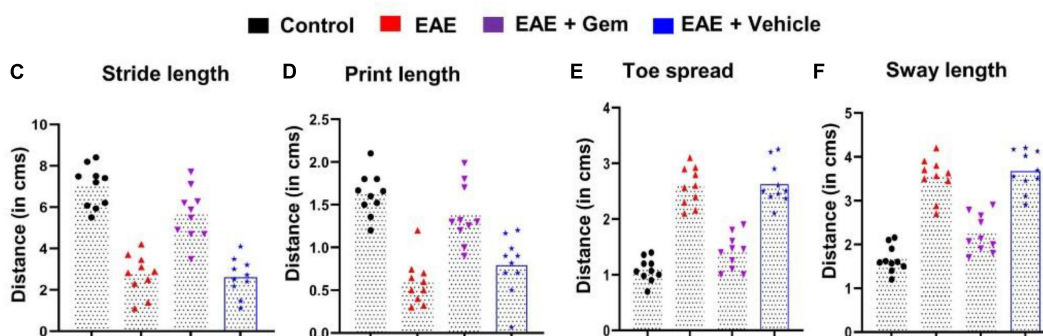 Control EAE EAE + Gem EAE + Vehicle
C Stride length
Distance (in cms)
10
8
6
4
2
0
D Print length
Distance (in cms)
2.5
2.0
1.5
1.0
0.5
0.0
E Toe spread
Distance (in cms)
4
3
2
1
0
F Sway length
Distance (in cms)
5
4
3
2
1
0